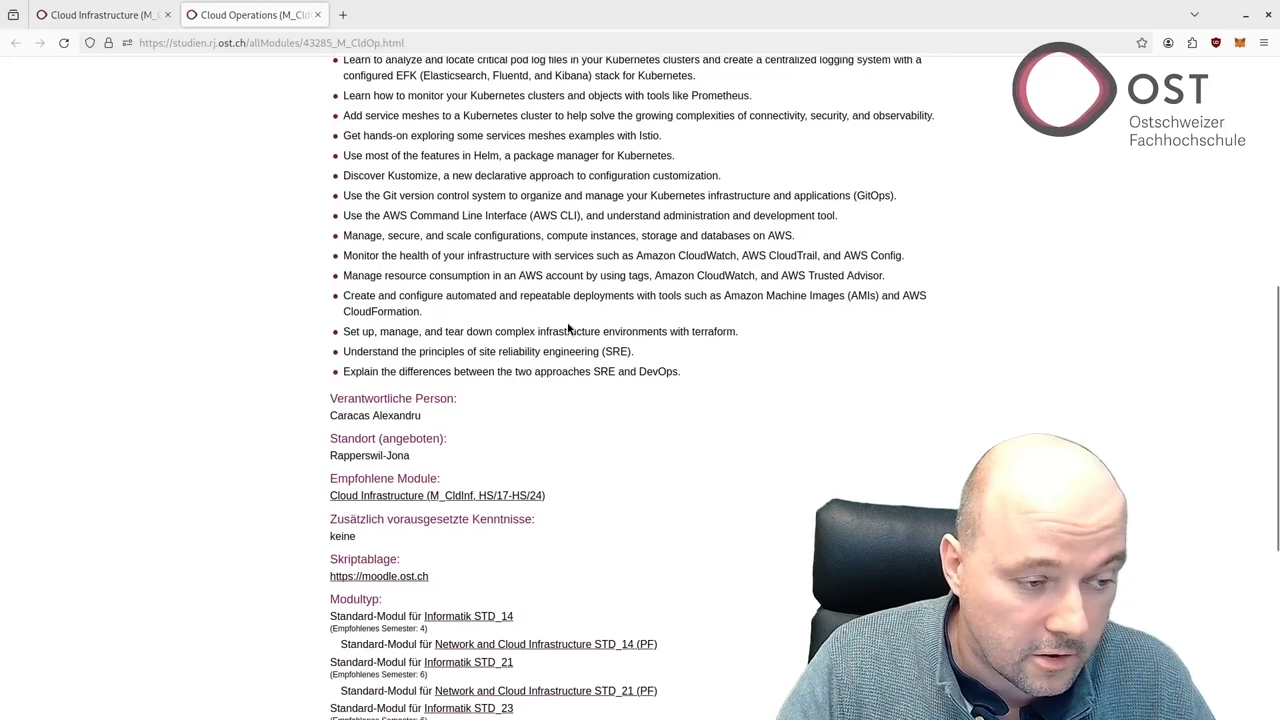 Cloud Infrastructure (M_C
Cloud Operations (M_Cld
https://studien.rj.ost.ch/allModules/43285_M_CldOp.html
Learn to analyze and locate critical pod log files in your Kubernetes clusters and create a centralized logging system with a
configured EFK (Elasticsearch, Fluentd, and Kibana) stack for Kubernetes.
Learn how to monitor your Kubernetes clusters and objects with tools like Prometheus.
Add service meshes to a Kubernetes cluster to help solve the growing complexities of connectivity, security, and observability.
Get hands-on exploring some services meshes examples with Istio.
Use most of the features in Helm, a package manager for Kubernetes.
Discover Kustomize, a new declarative approach to configuration customization.
Use the Git version control system to organize and manage your Kubernetes infrastructure and applications (GitOps).
Use the AWS Command Line Interface (AWS CLI), and understand administration and development tool.
Manage, secure, and scale configurations, compute instances, storage and databases on AWS.
Monitor the health of your infrastructure with services such as Amazon CloudWatch, AWS CloudTrail, and AWS Config.
Manage resource consumption in an AWS account by using tags, Amazon CloudWatch, and AWS Trusted Advisor.
Create and configure automated and repeatable deployments with tools such as Amazon Machine Images (AMIs) and AWS
CloudFormation.
Set up, manage, and tear down complex infrastructure environments with terraform.
Understand the principles of site reliability engineering (SRE).
Explain the differences between the two approaches SRE and DevOps.
Verantwortliche Person:
Caracas Alexandru
Standort (angeboten):
Rapperswil-Jona
Empfohlene Module:
Cloud Infrastructure (M_CldInf, HS/17-HS/24)
Zusätzlich vorausgesetzte Kenntnisse:
keine
Skriptablage:
https://moodle.ost.ch
Modultyp:
Standard-Modul für Informatik STD_14
(Empfohlenes Semester: 4)
Standard-Modul für Network and Cloud Infrastructure STD_14 (PF)
Standard-Modul für Informatik STD_21
(Empfohlenes Semester: 6)
Standard-Modul für Network and Cloud Infrastructure STD_21 (PF)
Standard-Modul für Informatik STD_23
(Empfohlenes Semester: 6)
OST
Ostschweizer
Fachhochschule